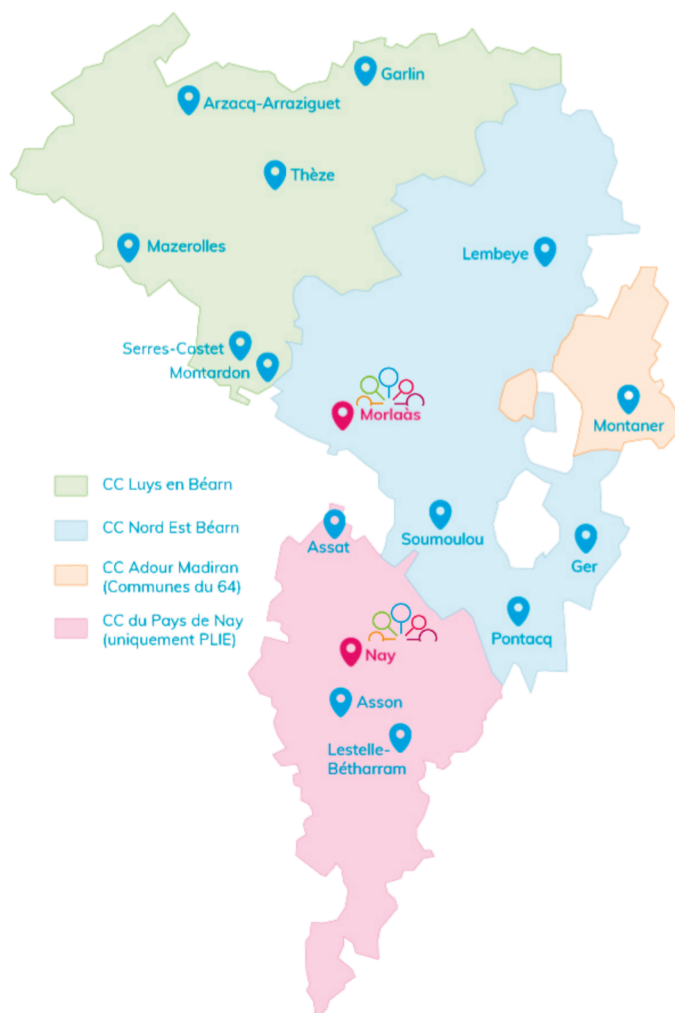 Garlin
Arzacq-Arraziguet
Thèze
Mazerolles
Lembeye
Serres-Castet
Montardon
Morlaàs
Montaner
CC Luys en Béarn
CC Nord Est Béarn
CC Adour Madiran
(Communes du 64)
CC du Pays de Nay
(uniquement PLIE)
Assat
Soumoulou
Ger
Pontacq
Nay
Asson
Lestelle-
Bétharram